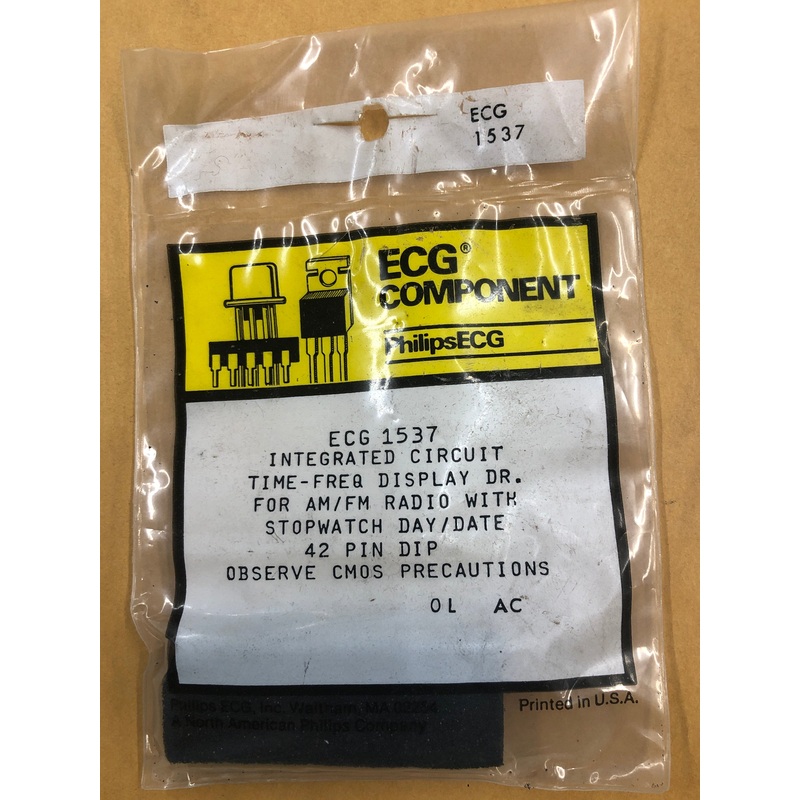 ECG
1537
ECG®
COMPONENT
PhilipsECG
ECG 1537
INTEGRATED CIRCUIT
TIME-FREQ DISPLAY DR.
FOR AM/FM RADIO WITH
STOPWATCH DAY/DATE
42 PIN DIP
OBSERVE CMOS PRECAUTIONS
OL AC
Philips ECG, Inc. Waltham, MA 02254
A North American Philips Company
Printed in U.S.A.